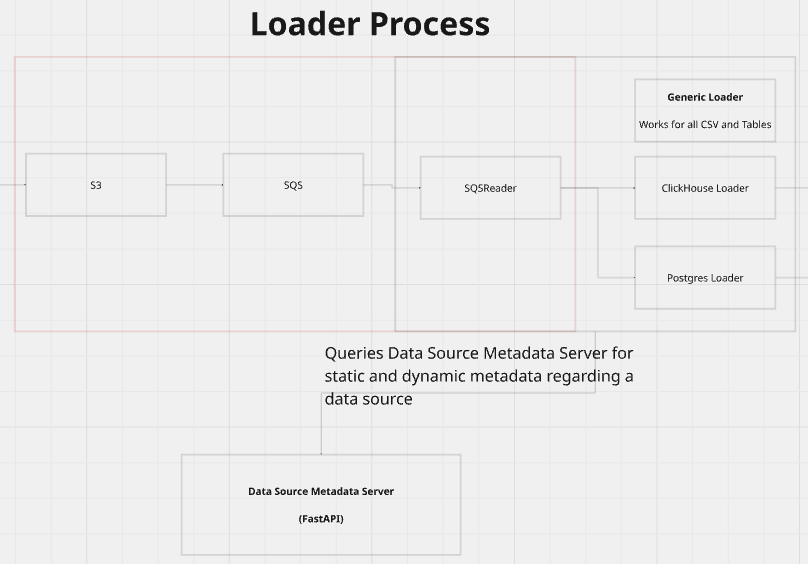 Loader Process
Generic Loader
Works for all CSV and Tables
S3
SQS
SQSReader
ClickHouse Loader
Postgres Loader
Queries Data Source Metadata Server for
static and dynamic metadata regarding a
data source
Data Source Metadata Server
(FastAPI)